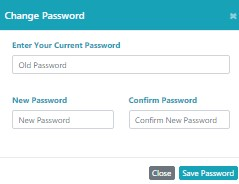 Change Password ×
Enter Your Current Password
Old Password
New Password Confirm Password
New Password Confirm New Password
Close Save Password